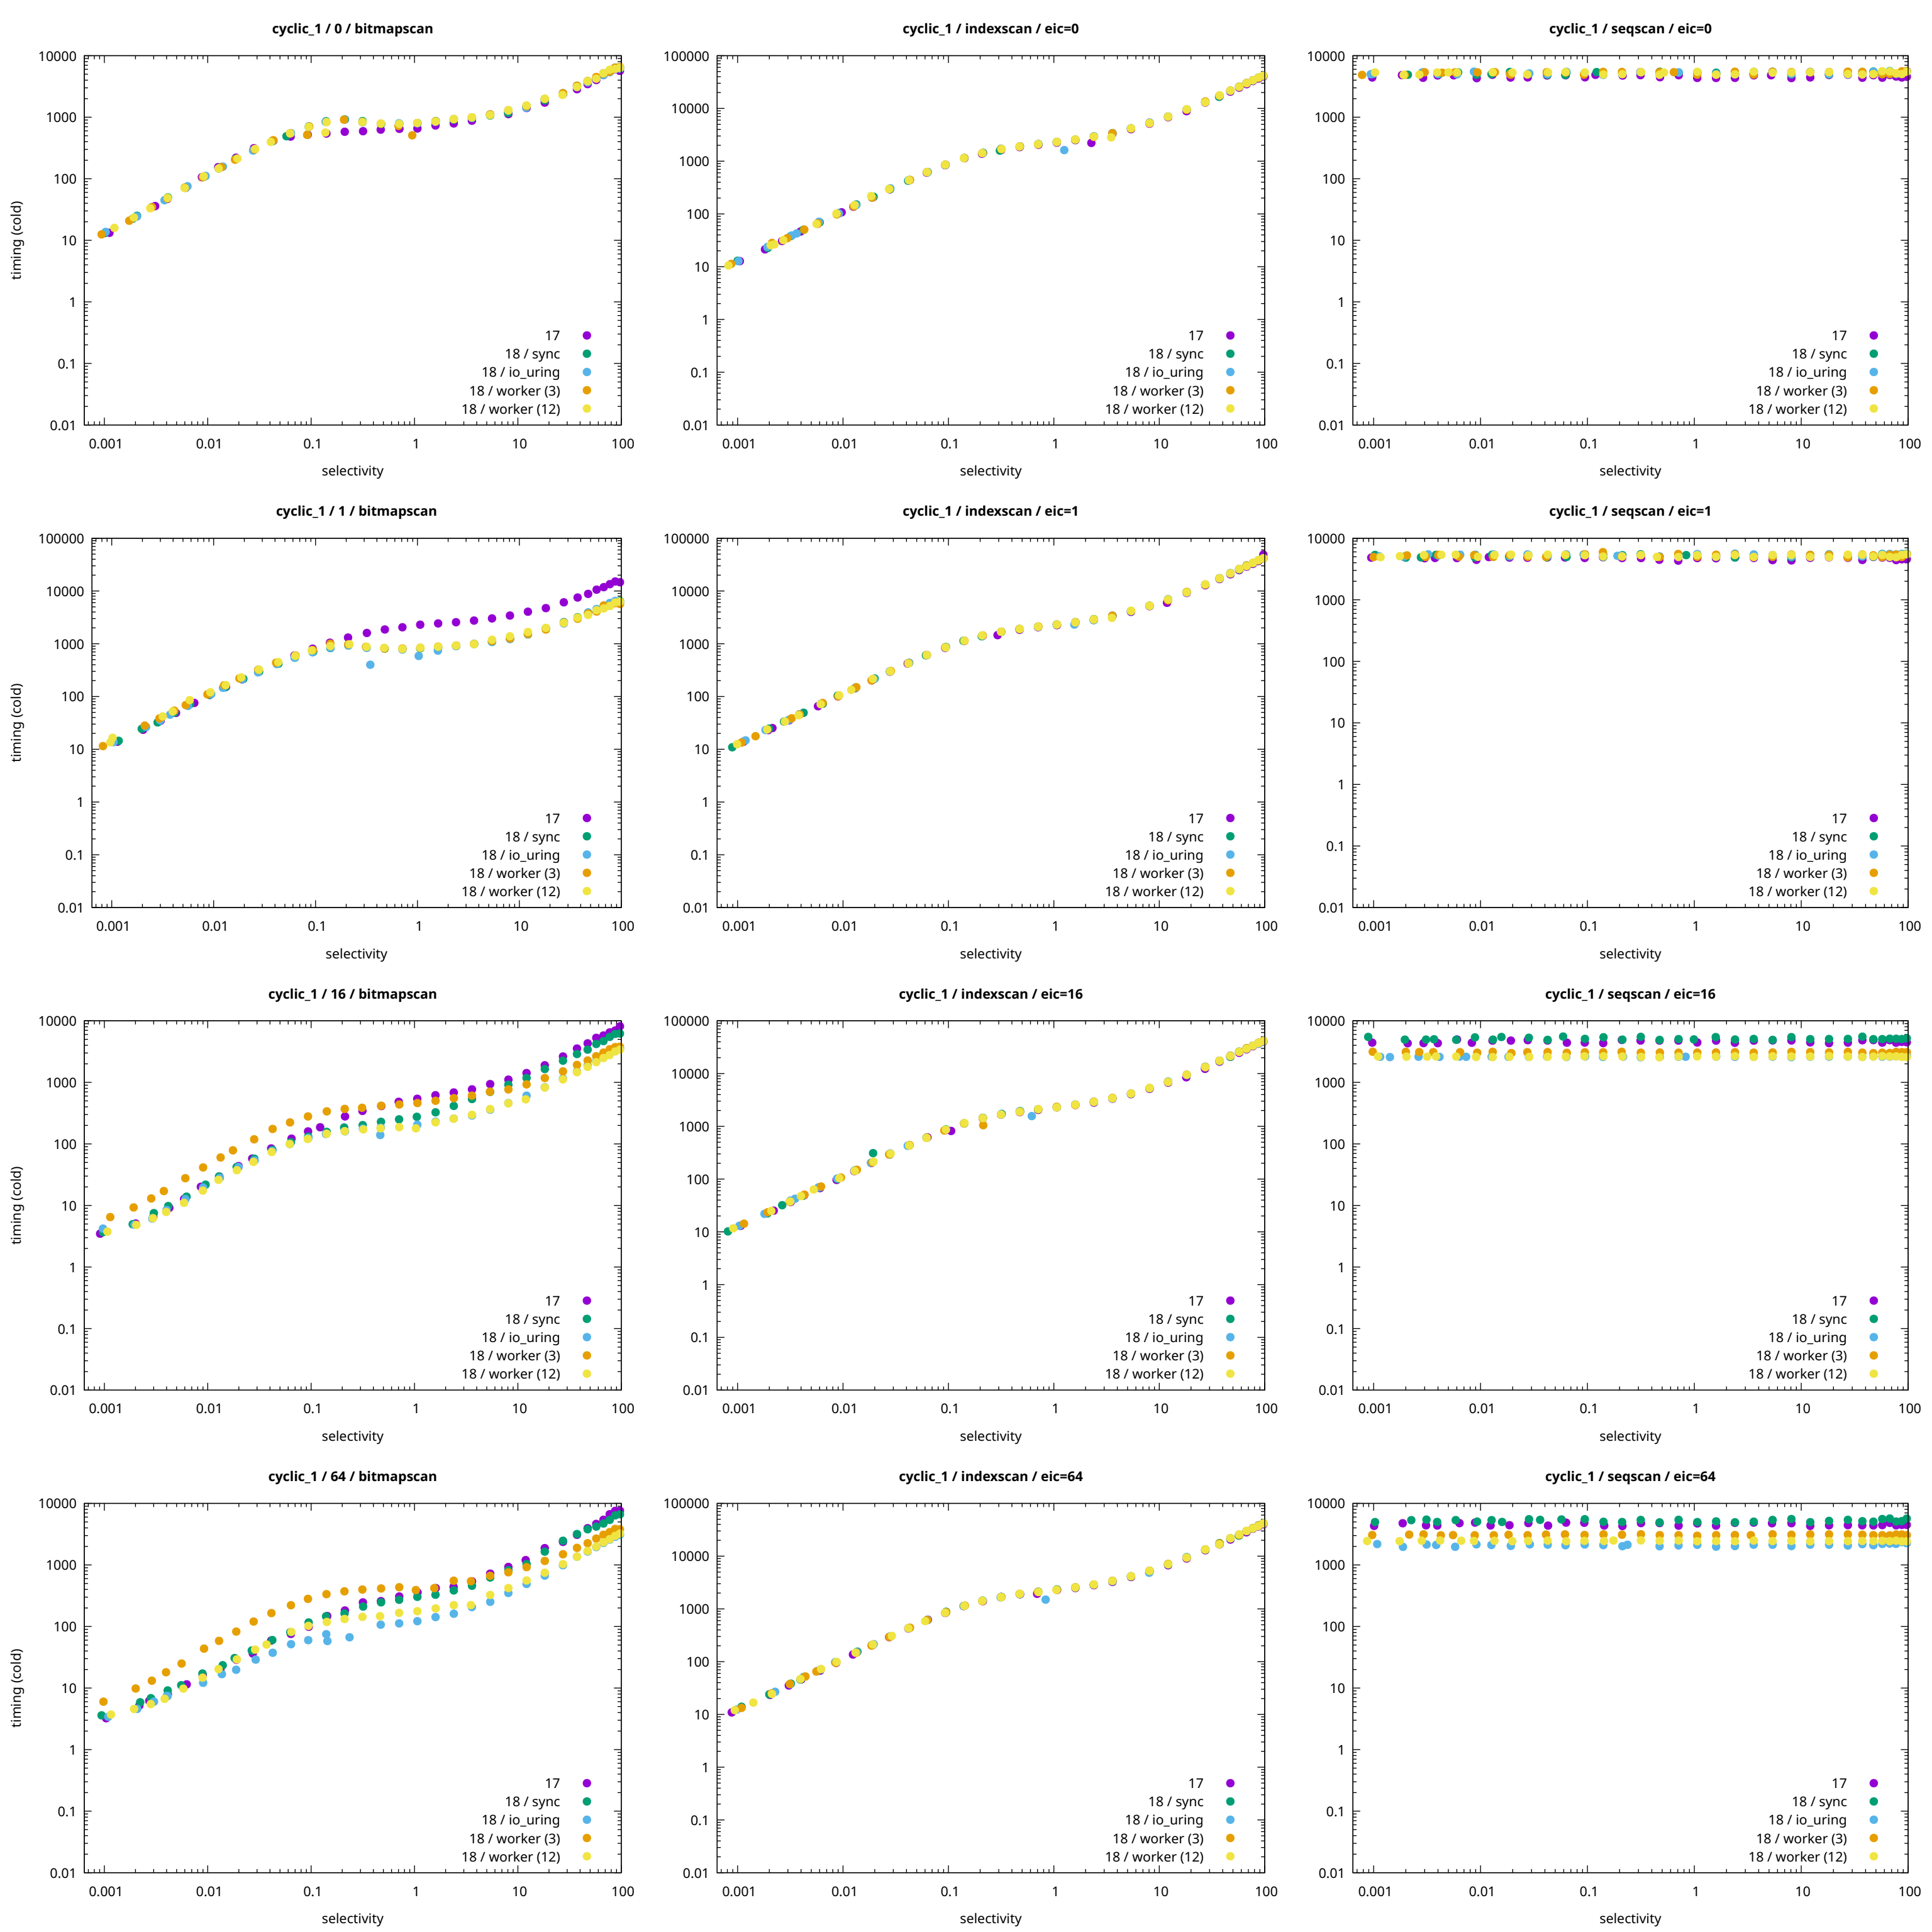 cyclic_1 / 0 / bitmapscan
timing (cold)
10000
1000
100
10
1
0.1
0.01
17
18 / sync
18 / io_uring
18 / worker (3)
18 / worker (12)
0.001 0.01 0.1 1 10 100
selectivity
cyclic_1 / indexscan / eic=0
100000
10000
1000
100
10
1
0.1
0.01
17
18 / sync
18 / io_uring
18 / worker (3)
18 / worker (12)
0.001 0.01 0.1 1 10 100
selectivity
cyclic_1 / seqscan / eic=0
10000
1000
100
10
1
0.1
0.01
17
18 / sync
18 / io_uring
18 / worker (3)
18 / worker (12)
0.001 0.01 0.1 1 10 100
selectivity
cyclic_1 / 1 / bitmapscan
timing (cold)
100000
10000
1000
100
10
1
0.1
0.01
17
18 / sync
18 / io_uring
18 / worker (3)
18 / worker (12)
0.001 0.01 0.1 1 10 100
selectivity
cyclic_1 / indexscan / eic=1
100000
10000
1000
100
10
1
0.1
0.01
17
18 / sync
18 / io_uring
18 / worker (3)
18 / worker (12)
0.001 0.01 0.1 1 10 100
selectivity
cyclic_1 / seqscan / eic=1
10000
1000
100
10
1
0.1
0.01
17
18 / sync
18 / io_uring
18 / worker (3)
18 / worker (12)
0.001 0.01 0.1 1 10 100
selectivity
cyclic_1 / 16 / bitmapscan
timing (cold)
10000
1000
100
10
1
0.1
0.01
17
18 / sync
18 / io_uring
18 / worker (3)
18 / worker (12)
0.001 0.01 0.1 1 10 100
selectivity
cyclic_1 / indexscan / eic=16
100000
10000
1000
100
10
1
0.1
0.01
17
18 / sync
18 / io_uring
18 / worker (3)
18 / worker (12)
0.001 0.01 0.1 1 10 100
selectivity
cyclic_1 / seqscan / eic=16
10000
1000
100
10
1
0.1
0.01
17
18 / sync
18 / io_uring
18 / worker (3)
18 / worker (12)
0.001 0.01 0.1 1 10 100
selectivity
cyclic_1 / 64 / bitmapscan
timing (cold)
10000
1000
100
10
1
0.1
0.01
17
18 / sync
18 / io_uring
18 / worker (3)
18 / worker (12)
0.001 0.01 0.1 1 10 100
selectivity
cyclic_1 / indexscan / eic=64
100000
10000
1000
100
10
1
0.1
0.01
17
18 / sync
18 / io_uring
18 / worker (3)
18 / worker (12)
0.001 0.01 0.1 1 10 100
selectivity
cyclic_1 / seqscan / eic=64
10000
1000
100
10
1
0.1
0.01
17
18 / sync
18 / io_uring
18 / worker (3)
18 / worker (12)
0.001 0.01 0.1 1 10 100
selectivity